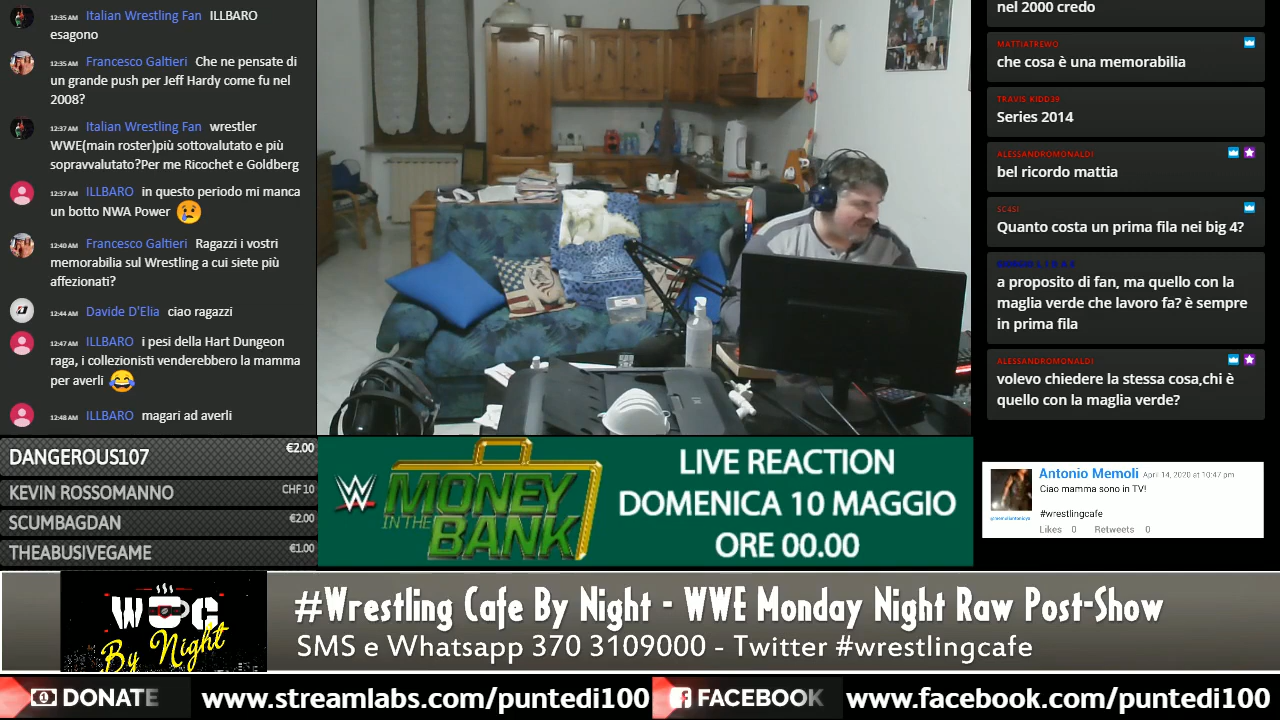 12:35 AM Italian Wrestling Fan ILLBARO
esagono
12:35 AM Francesco Galtieri Che ne pensate di
un grande push per Jeff Hardy come fu nel
2008?
12:37 AM Italian Wrestling Fan wrestler
WWE(main roster)più sottovalutato e più
sopravvalutato?Per me Ricochet e Goldberg
12:37 AM ILLBARO in questo periodo mi manca
un botto NWA Power 😢
12:40 AM Francesco Galtieri Ragazzi i vostri
memorabilia sul Wrestling a cui siete più
affezionati?
12:44 AM Davide D'Elia ciao ragazzi
12:47 AM ILLBARO i pesi della Hart Dungeon
raga, i collezionisti venderebbero la mamma
per averli 😂
12:48 AM ILLBARO magari ad averli
DANGEROUS107 €2.00
KEVIN ROSSOMANNO CHF 10
SCUMBAGDAN €2.00
THEABUSIVEGAME €1.00
nel 2000 credo
MATTIATREWO
che cosa è una memorabilia
TRAVIS KIDD39
Series 2014
ALESSANDROMONALDI
bel ricordo mattia
SC4SI
Quanto costa un prima fila nei big 4?
a proposito di fan, ma quello con la
maglia verde che lavoro fa? è sempre
in prima fila
ALESSANDROMONALDI
volevo chiedere la stessa cosa,chi è
quello con la maglia verde?
W
MONEY
IN THE
BANK
LIVE REACTION
DOMENICA 10 MAGGIO
ORE 00.00
Antonio Memoli April 14, 2020 at 10:47 pm
Ciao mamma sono in TV!
#wrestlingcafe
Likes 0 Retweets 0
WC
By Night
#Wrestling Cafe By Night - WWE Monday Night Raw Post-Show
SMS e Whatsapp 370 3109000 - Twitter #wrestlingcafe
DONATE www.streamlabs.com/puntedi100 FACEBOOK www.facebook.com/puntedi100